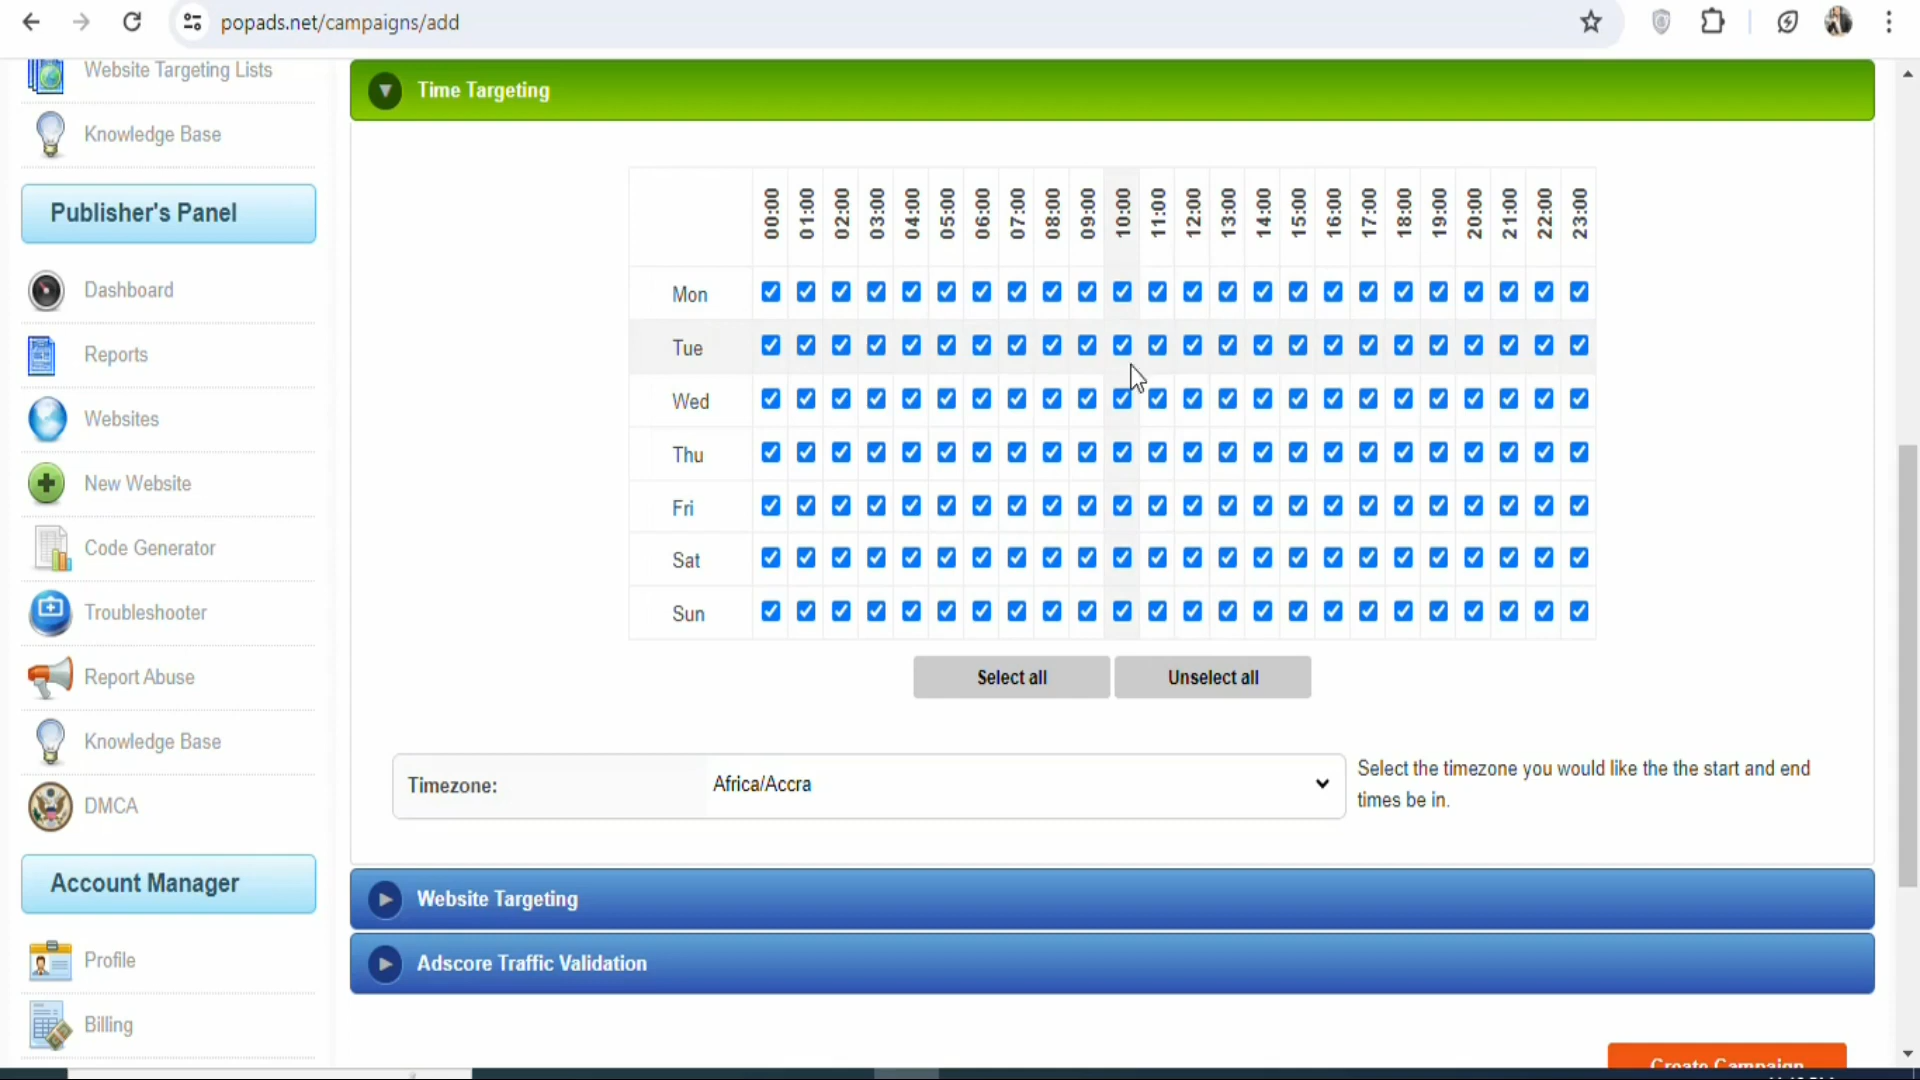 popads.net/campaigns/add
Website Targeting Lists
Knowledge Base
Publisher's Panel
Dashboard
Reports
Websites
New Website
Code Generator
Troubleshooter
Report Abuse
Knowledge Base
DMCA
Account Manager
Profile
Billing
Time Targeting
00:00 01:00 02:00 03:00 04:00 05:00 06:00 07:00 08:00 09:00 10:00 11:00 12:00 13:00 14:00 15:00 16:00 17:00 18:00 19:00 20:00 21:00 22:00 23:00
Mon
Tue
Wed
Thu
Fri
Sat
Sun
Select all Unselect all
Timezone: Africa/Accra
Select the timezone you would like the the start and end
times be in.
Website Targeting
Adscore Traffic Validation
Create Campaign